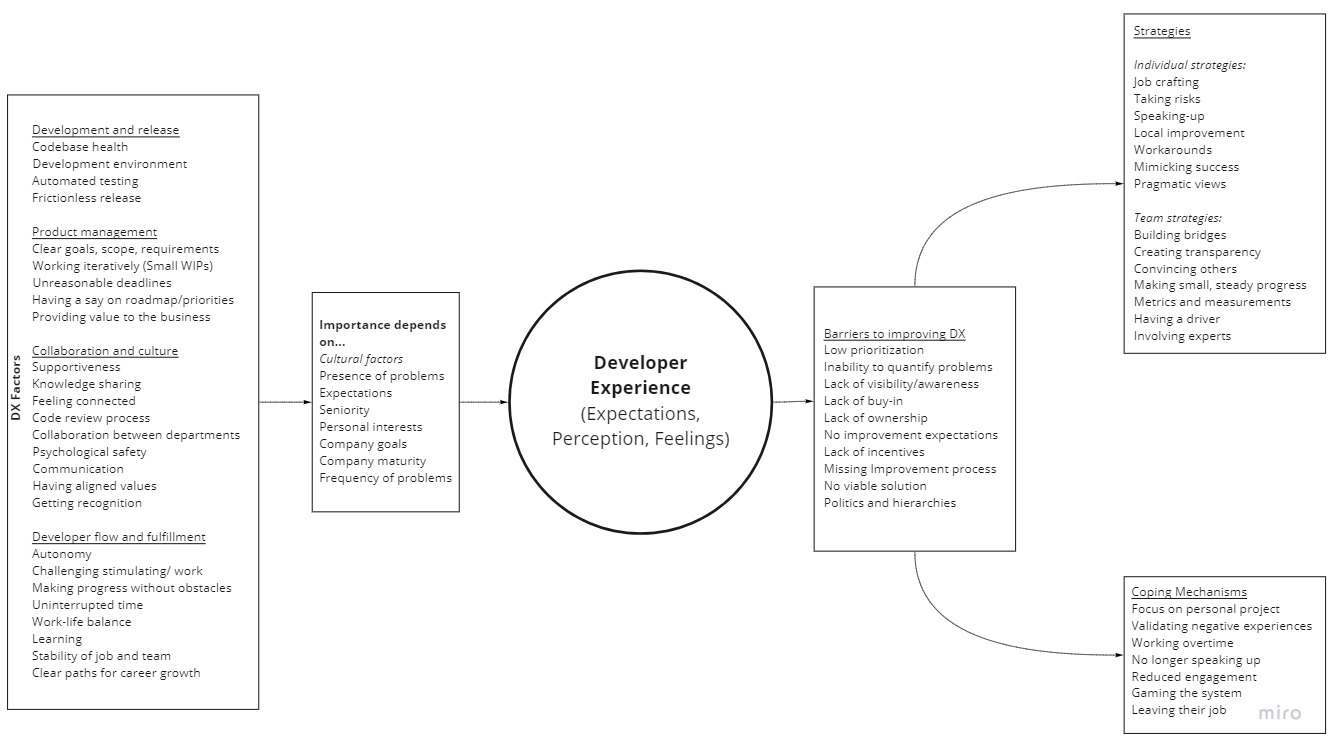 DX Factors
Development and release
Codebase health
Development environment
Automated testing
Frictionless release
Product management
Clear goals, scope, requirements
Working iteratively (Small WIPs)
Unreasonable deadlines
Having a say on roadmap/priorities
Providing value to the business
Collaboration and culture
Supportiveness
Knowledge sharing
Feeling connected
Code review process
Collaboration between departments
Psychological safety
Communication
Having aligned values
Getting recognition
Developer flow and fulfillment
Autonomy
Challenging stimulating/ work
Making progress without obstacles
Uninterrupted time
Work-life balance
Learning
Stability of job and team
Clear paths for career growth
Importance depends
on...
Cultural factors
Presence of problems
Expectations
Seniority
Personal interests
Company goals
Company maturity
Frequency of problems
Developer
Experience
(Expectations,
Perception, Feelings)
Barriers to improving DX
Low prioritization
Inability to quantify problems
Lack of visibility/awareness
Lack of buy-in
Lack of ownership
No improvement expectations
Lack of incentives
Missing Improvement process
No viable solution
Politics and hierarchies
Strategies
Individual strategies:
Job crafting
Taking risks
Speaking-up
Local improvement
Workarounds
Mimicking success
Pragmatic views
Team strategies:
Building bridges
Creating transparency
Convincing others
Making small, steady progress
Metrics and measurements
Having a driver
Involving experts
Coping Mechanisms
Focus on personal project
Validating negative experiences
Working overtime
No longer speaking up
Reduced engagement
Gaming the system
Leaving their job
miro